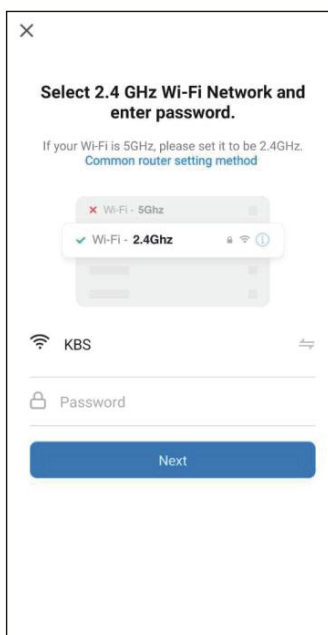 Select 2.4 GHz Wi-Fi Network and
enter password.
If your Wi-Fi is 5GHz, please set it to be 2.4GHz.
Common router setting method
Wi-Fi - 5Ghz
Wi-Fi - 2.4Ghz
KBS
Password
Next